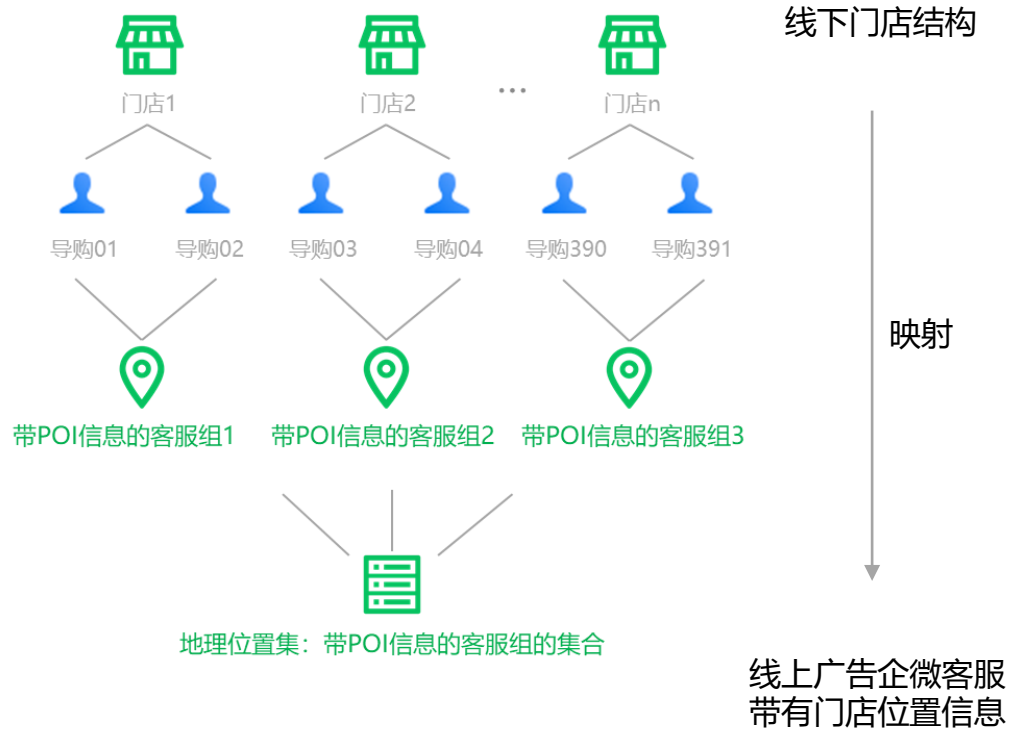 线下门店结构
门店1
门店2
...
门店n
导购01
导购02
导购03
导购04
导购390
导购391
映射
带POI信息的客服组1
带POI信息的客服组2
带POI信息的客服组3
地理位置集：带POI信息的客服组的集合
线上广告企微客服
带有门店位置信息